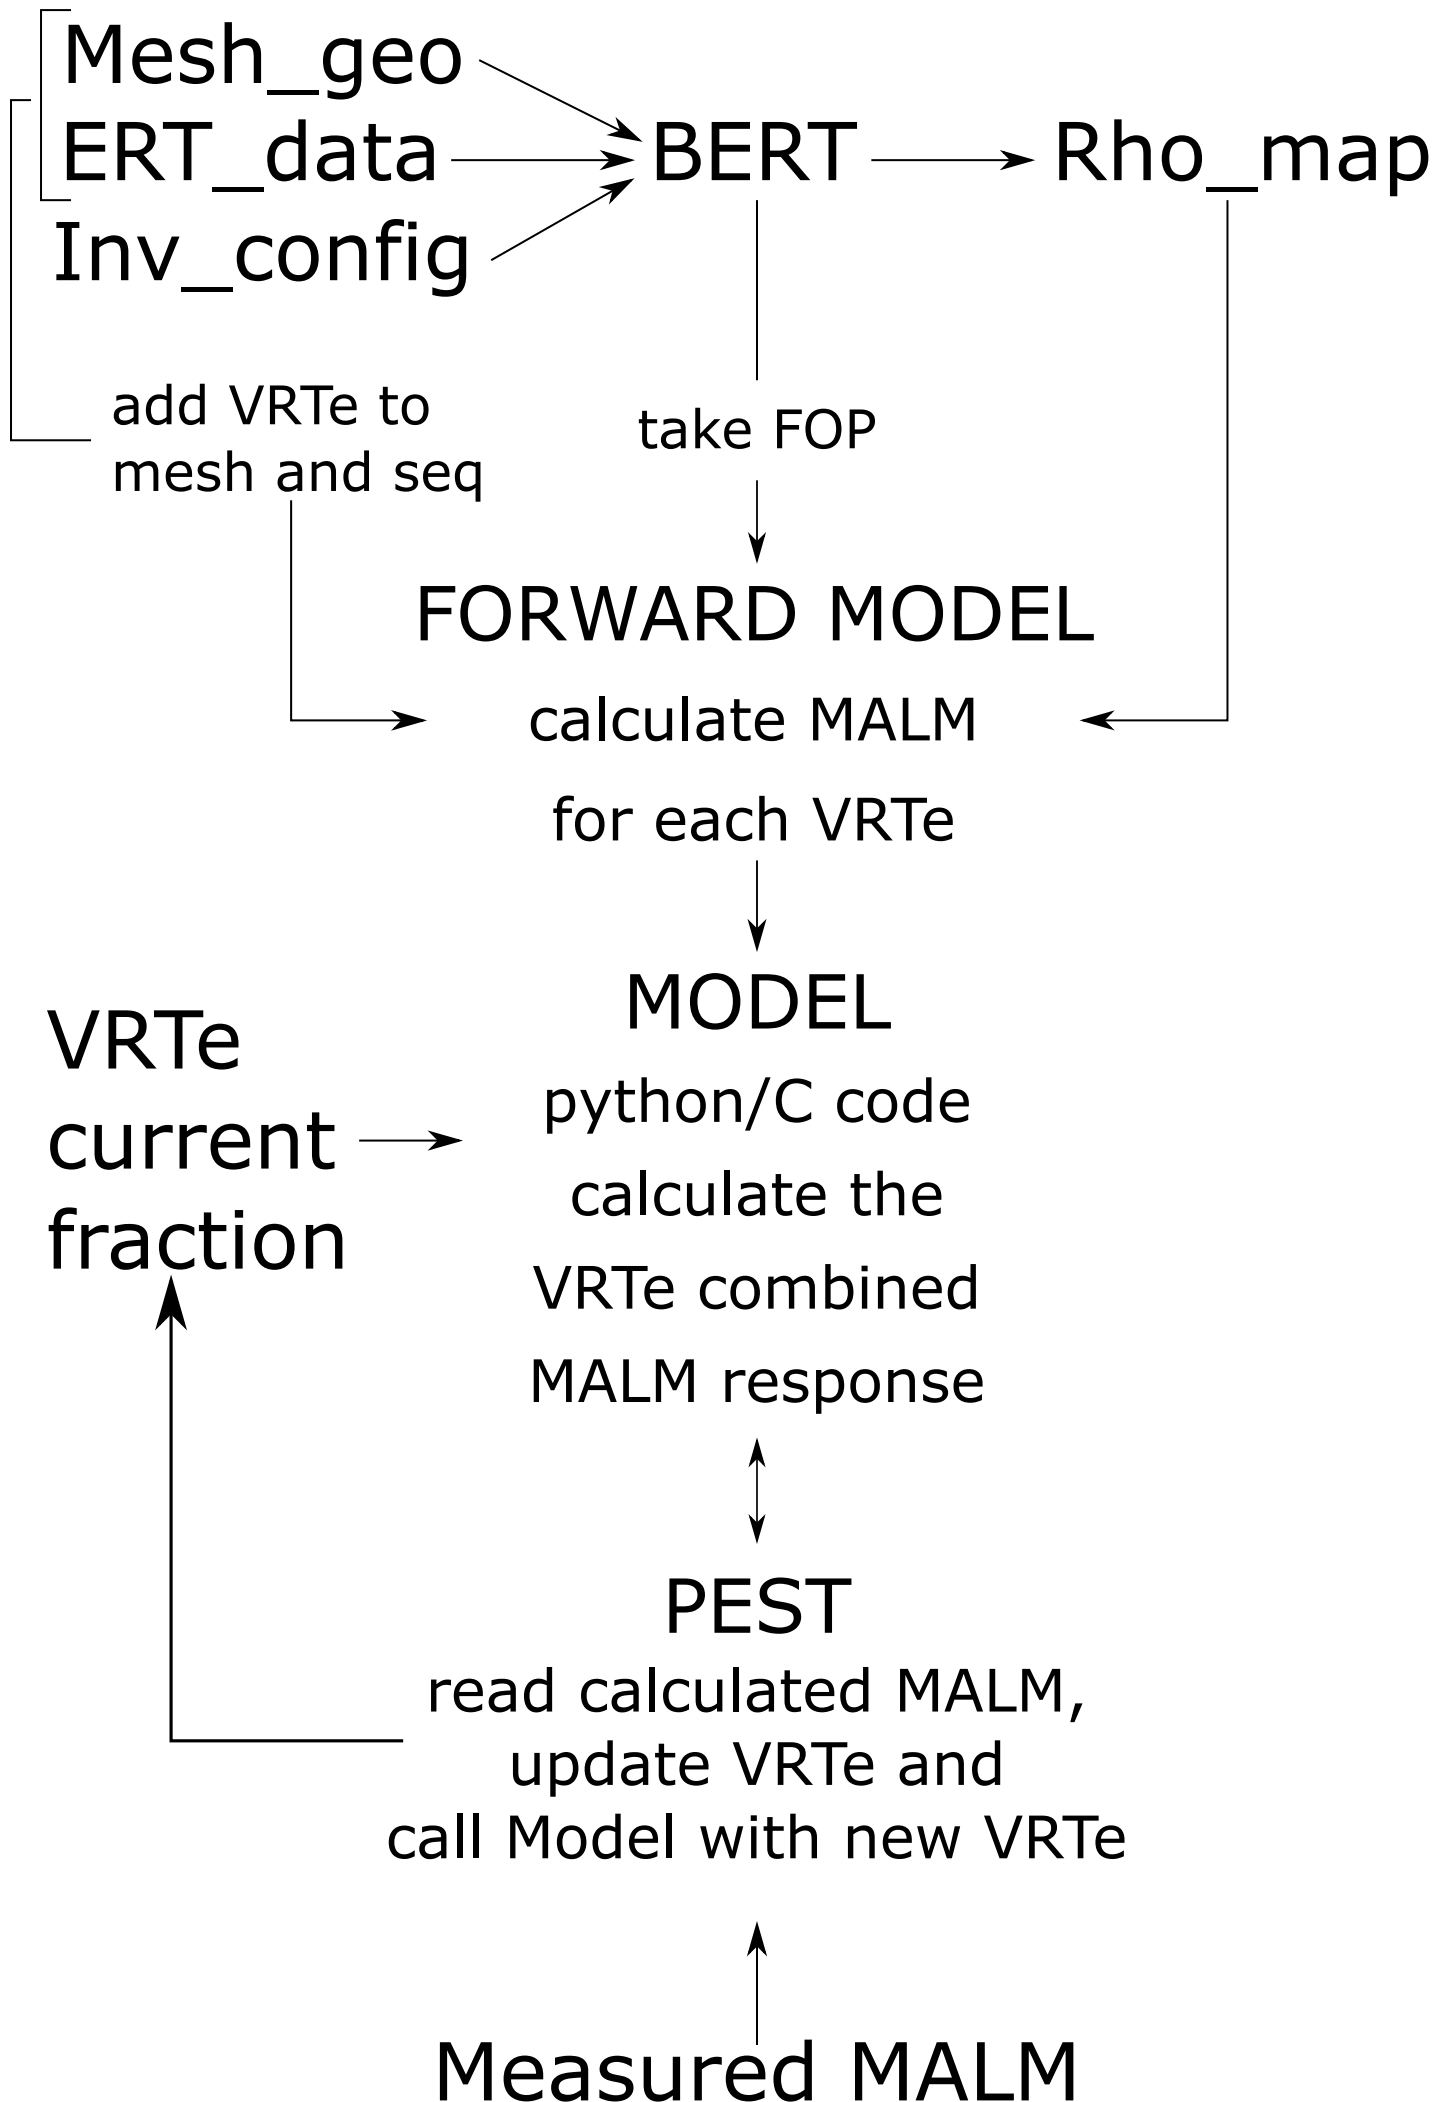 Mesh_geo
ERT_data
BERT
Rho_map
Inv_config
add VRTe to
mesh and seq
take FOP
FORWARD MODEL
calculate MALM
for each VRTe
MODEL
python/C code
calculate the
VRTe combined
MALM response
VRTe
current
fraction
PEST
read calculated MALM,
update VRTe and
call Model with new VRTe
Measured MALM